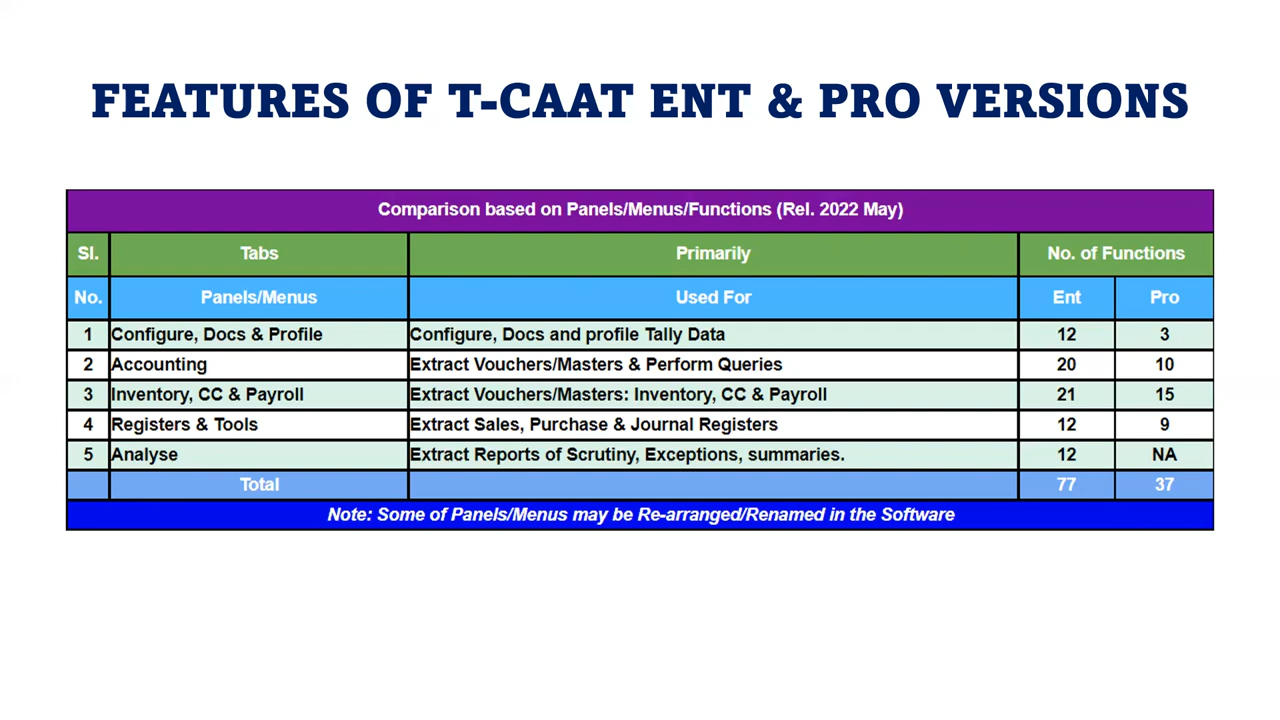 FEATURES OF T-CAAT ENT & PRO VERSIONS
Comparison based on Panels/Menus/Functions (Rel. 2022 May)
Sl. Tabs Primarily No. of Functions
No. Panels/Menus Used For Ent Pro
1 Configure, Docs & Profile Configure, Docs and profile Tally Data 12 3
2 Accounting Extract Vouchers/Masters & Perform Queries 20 10
3 Inventory, CC & Payroll Extract Vouchers/Masters: Inventory, CC & Payroll 21 15
4 Registers & Tools Extract Sales, Purchase & Journal Registers 12 9
5 Analyse Extract Reports of Scrutiny, Exceptions, summaries. 12 NA
Total 77 37
Note: Some of Panels/Menus may be Re-arranged/Renamed in the Software